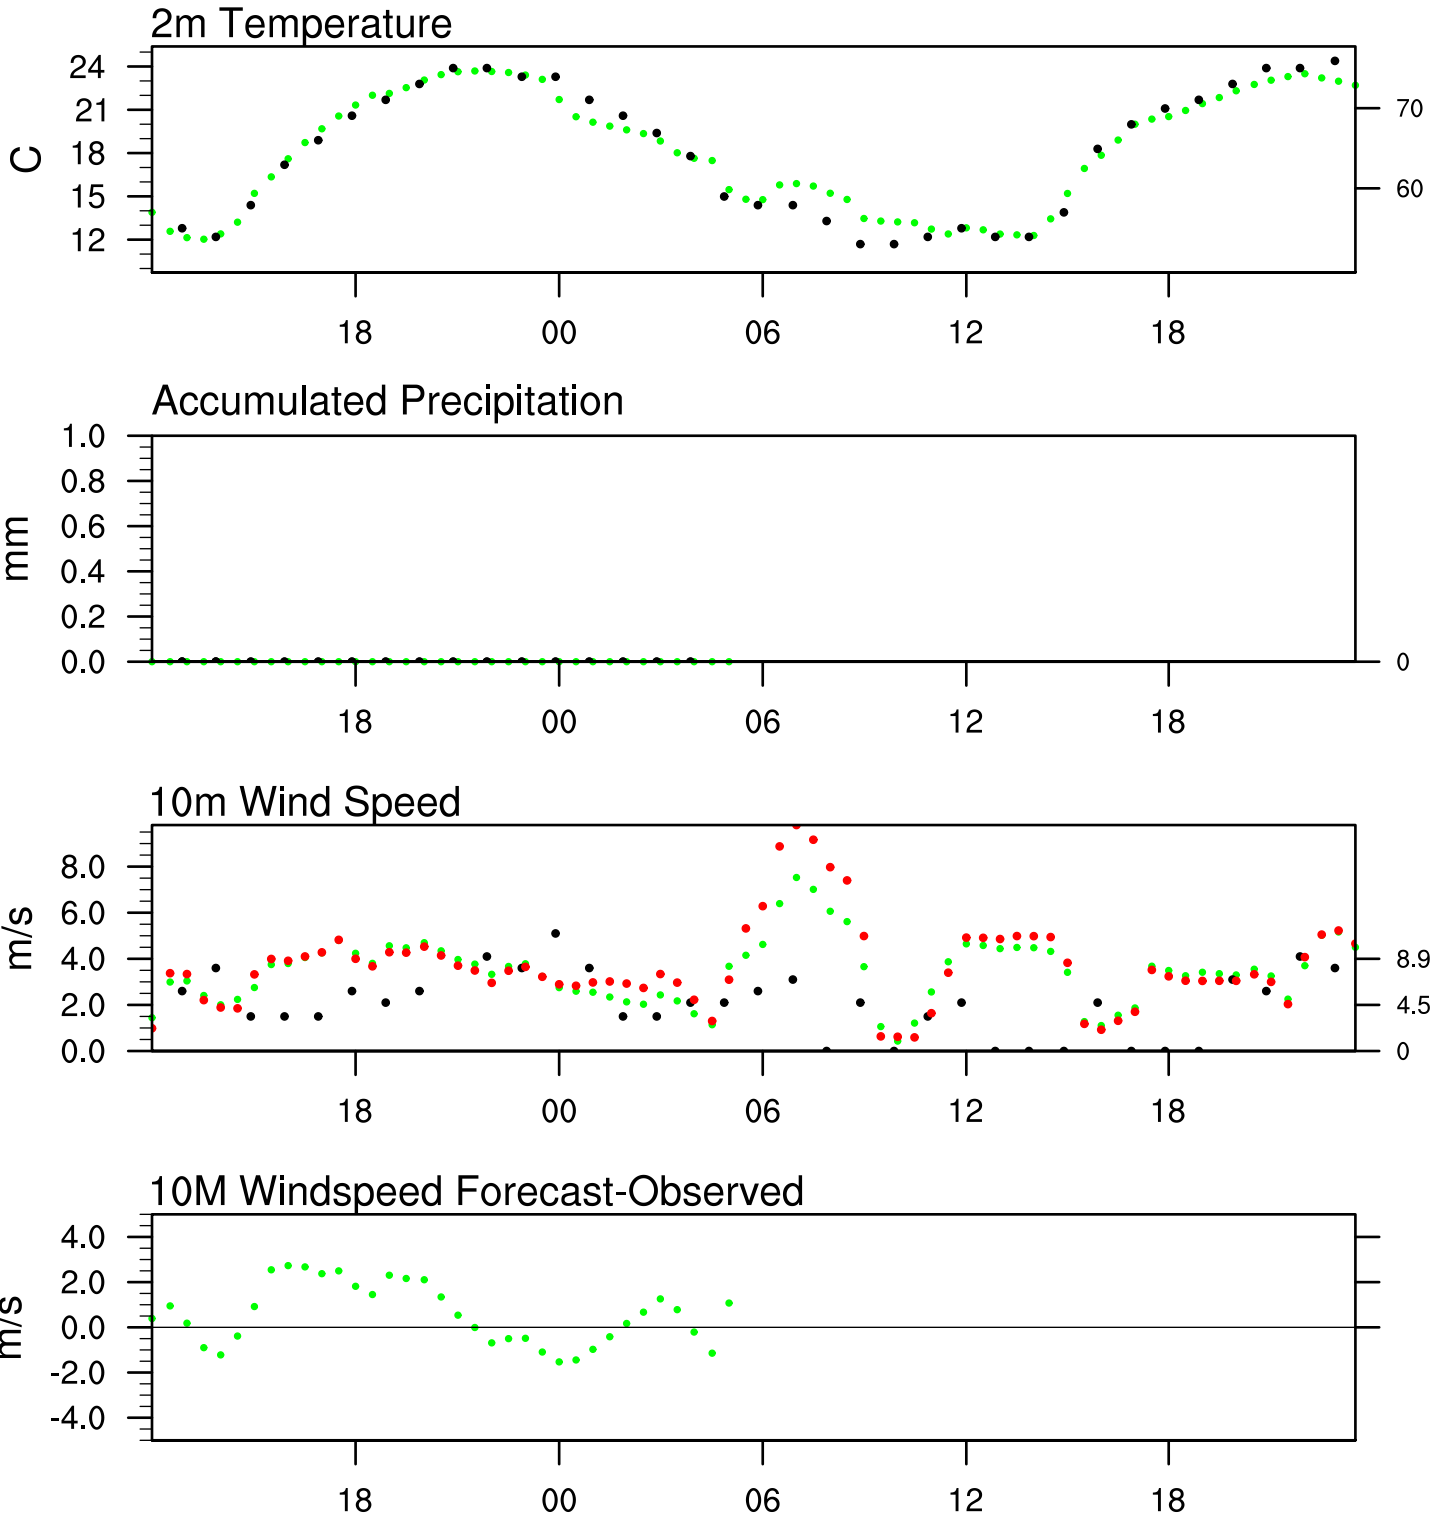 2m Temperature
24
21
18
15
12
C
70
60
18 00 06 12 18
Accumulated Precipitation
1.0
0.8
0.6
0.4
0.2
0.0
mm
0
18 00 06 12 18
10m Wind Speed
8.0
6.0
4.0
2.0
0.0
m/s
8.9
4.5
0
18 00 06 12 18
10M Windspeed Forecast-Observed
4.0
2.0
0.0
-2.0
-4.0
m/s
18 00 06 12 18